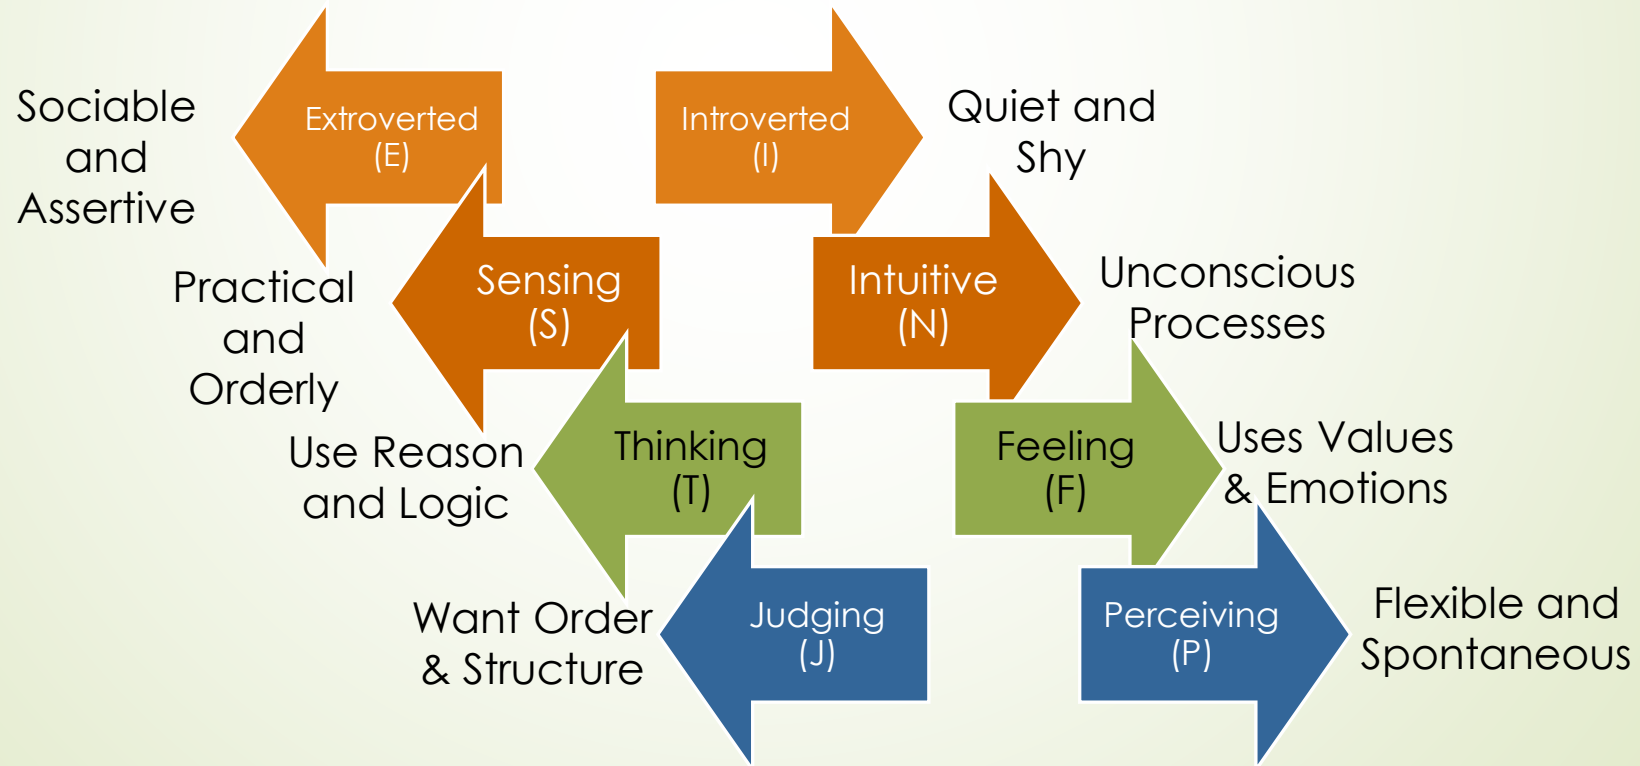 Sociable
and
Assertive
Extroverted
(E)
Introverted
(I)
Quiet and
Shy
Practical
and
Orderly
Sensing
(S)
Intuitive
(N)
Unconscious
Processes
Use Reason
and Logic
Thinking
(T)
Feeling
(F)
Uses Values
& Emotions
Want Order
& Structure
Judging
(J)
Perceiving
(P)
Flexible and
Spontaneous